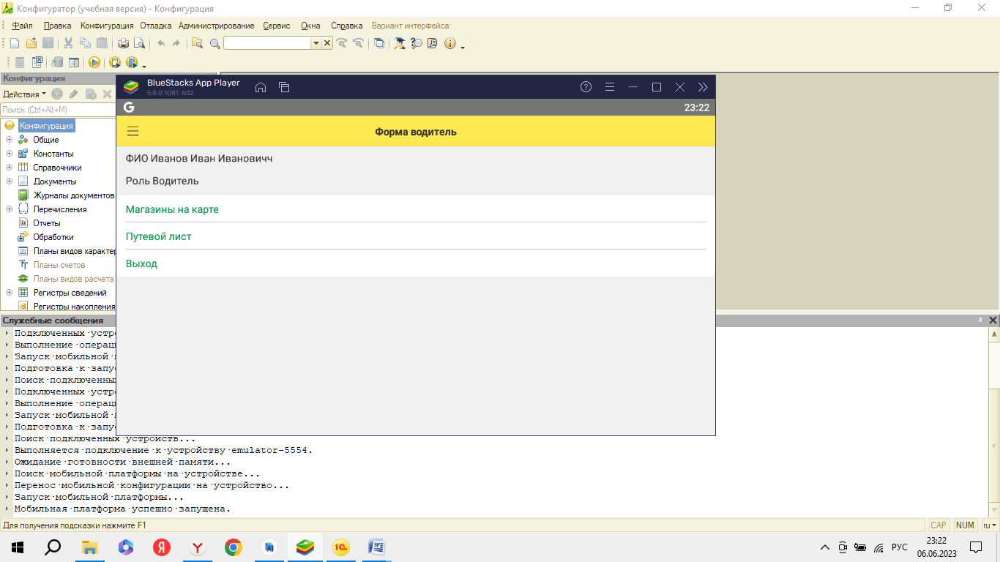 Конфигуратор (учебная версия) - Конфигурация
Файл Правка Конфигурация Отладка Администрирование Сервис Окна Справка Вариант интерфейса
Конфигурация
Действия
Поиск (Ctrl+Alt+M)
Конфигурация
Общие
Константы
Справочники
Документы
Журналы документов
Перечисления
Отчеты
Обработки
Планы видов характер
Планы счетов
Планы видов расчета
Регистры сведений
Регистры накопления
BlueStacks App Player
5.8.0.1081 N32
G 23:22
Форма водитель
ФИО Иванов Иван Ивановичч
Роль Водитель
Магазины на карте
Путевой лист
Выход
Служебные сообщения
Подключенных устро
Выполнение операци
Запуск мобильной
Подготовка к запус
Поиск подключенных
Подключенных устро
Выполнение операци
Запуск мобильной
Подготовка к запус
Поиск подключенных устройств...
Выполняется подключение к устройству emulator-5554.
Ожидание готовности внешней памяти...
Поиск мобильной платформы на устройстве...
Перенос мобильной конфигурации на устройство...
Запуск мобильной платформы...
Мобильная платформа успешно запущена.
Для получения подсказки нажмите F1 CAP NUM ru
РУС 23:22
06.06.2023